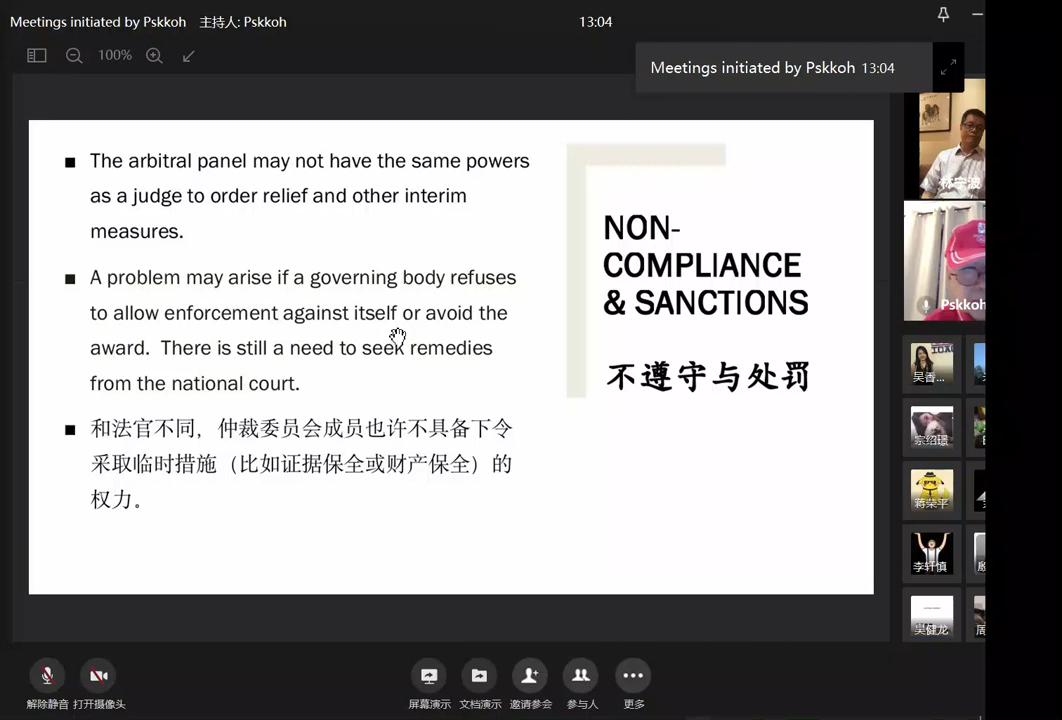 Meetings initiated by Pskkoh 主持人: Pskkoh
13:04
100%
Meetings initiated by Pskkoh 13:04
■ The arbitral panel may not have the same powers
as a judge to order relief and other interim
measures.
■ A problem may arise if a governing body refuses
to allow enforcement against itself or avoid the
award. There is still a need to seek remedies
from the national court.
■ 和法官不同，仲裁委员会成员也许不具备下令
采取临时措施（比如证据保全或财产保全）的
权力。
NON-
COMPLIANCE
& SANCTIONS
不遵守与处罚
林宇波
Pskkoh
吴香...
宗绍璟
蒋荣平
李轩慎
吴健龙
解除静音 打开摄像头 屏幕演示 文档演示 邀请参会 参与人 更多